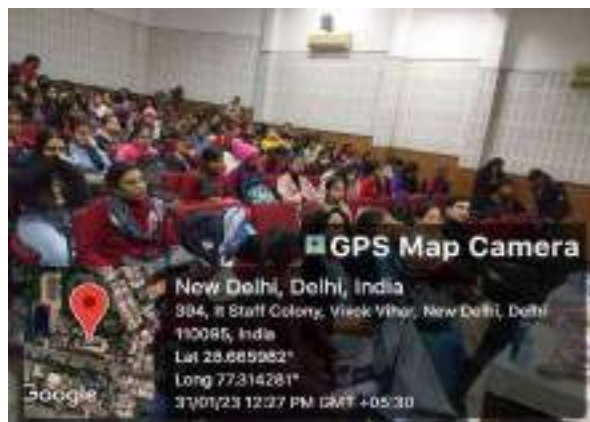 GPS Map Camera
New Delhi, Delhi, India
394, It Staff Colony, Vivek Vihar, New Delhi, Delhi
110095, India
Lat 28.665982°
Long 77.314281°
31/01/23 12:27 PM GMT +05:30
Google